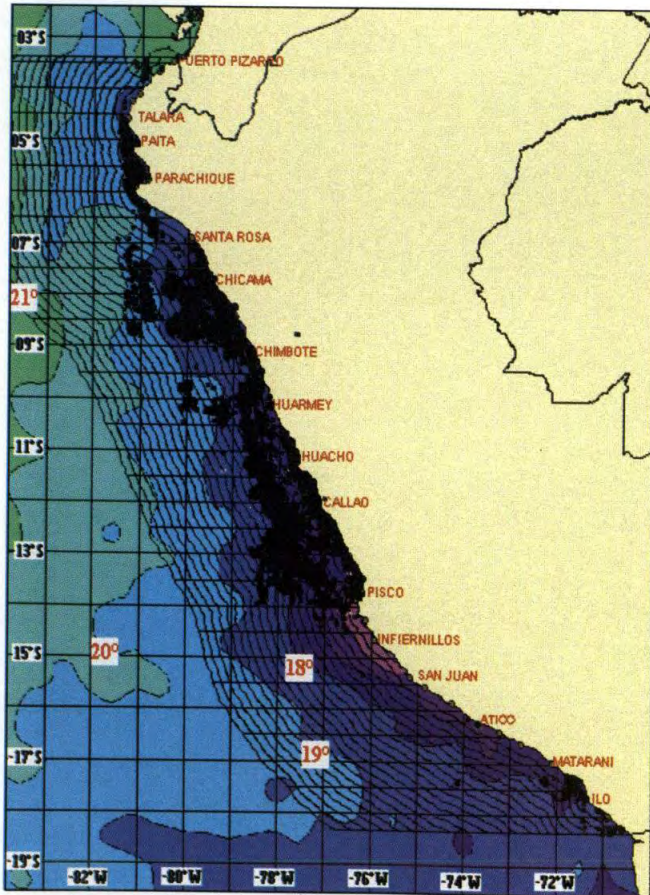 03°S
PUERTO PIZARRO
TALARA
05°S
PAITA
PARACHIQUE
07°S
SANTA ROSA
CHICAMA
21°
09°S
CHIMBOTE
HUARMEY
11°S
HUACHO
CALLAO
-13°S
PISCO
INFIERNILLOS
20°
-15°S
18°
SAN JUAN
ATICO
-17°S
19°
MATARANI
ILO
-19°S
-82°W
-80°W
-78°W
-76°W
-74°W
-72°W